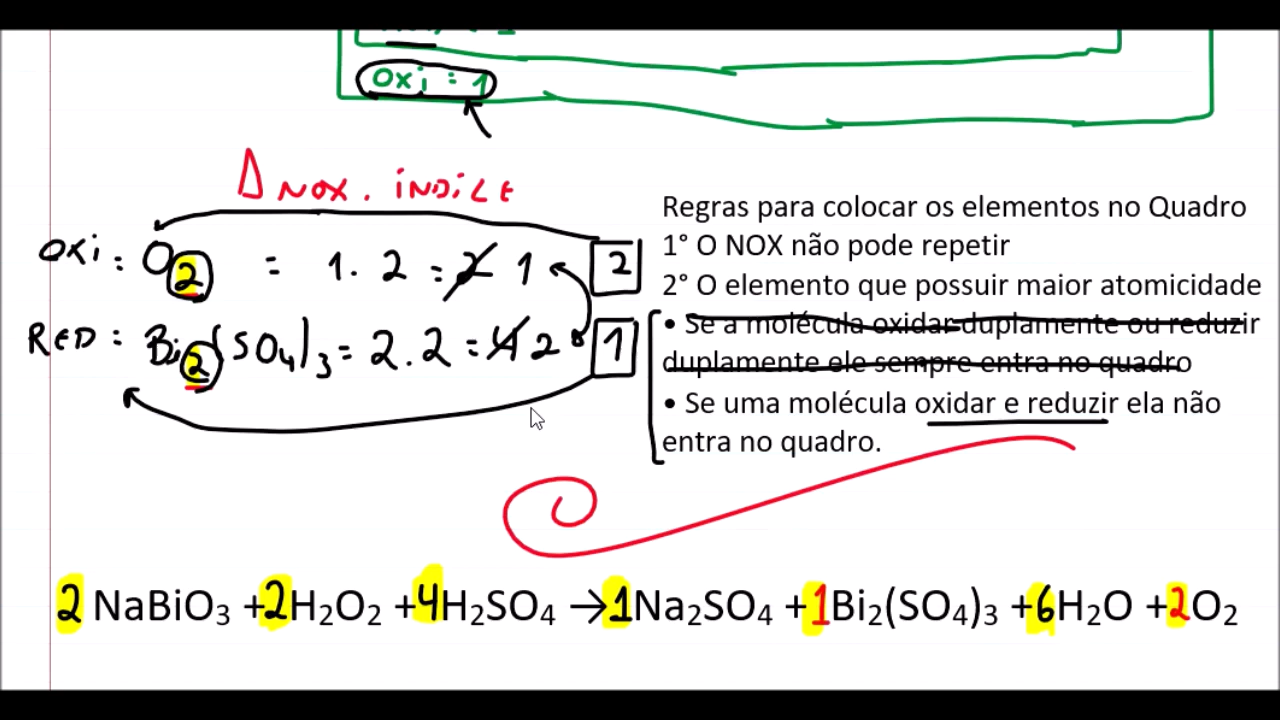 OXi : 1
Δ NOX . iNDiCE
OXi : O2 = 1 . 2 = 2 1 2
RED : Bi2(SO4)3 = 2 . 2 = 4 2 1
Regras para colocar os elementos no Quadro
1° O NOX não pode repetir
2° O elemento que possuir maior atomicidade
• Se a molécula oxidar duplamente ou reduzir
duplamente ele sempre entra no quadro
• Se uma molécula oxidar e reduzir ela não
entra no quadro.
2 NaBiO₃ +2H₂O₂ +4H₂SO₄ →1Na₂SO₄ +1Bi₂(SO₄)₃ +6H₂O +2O₂